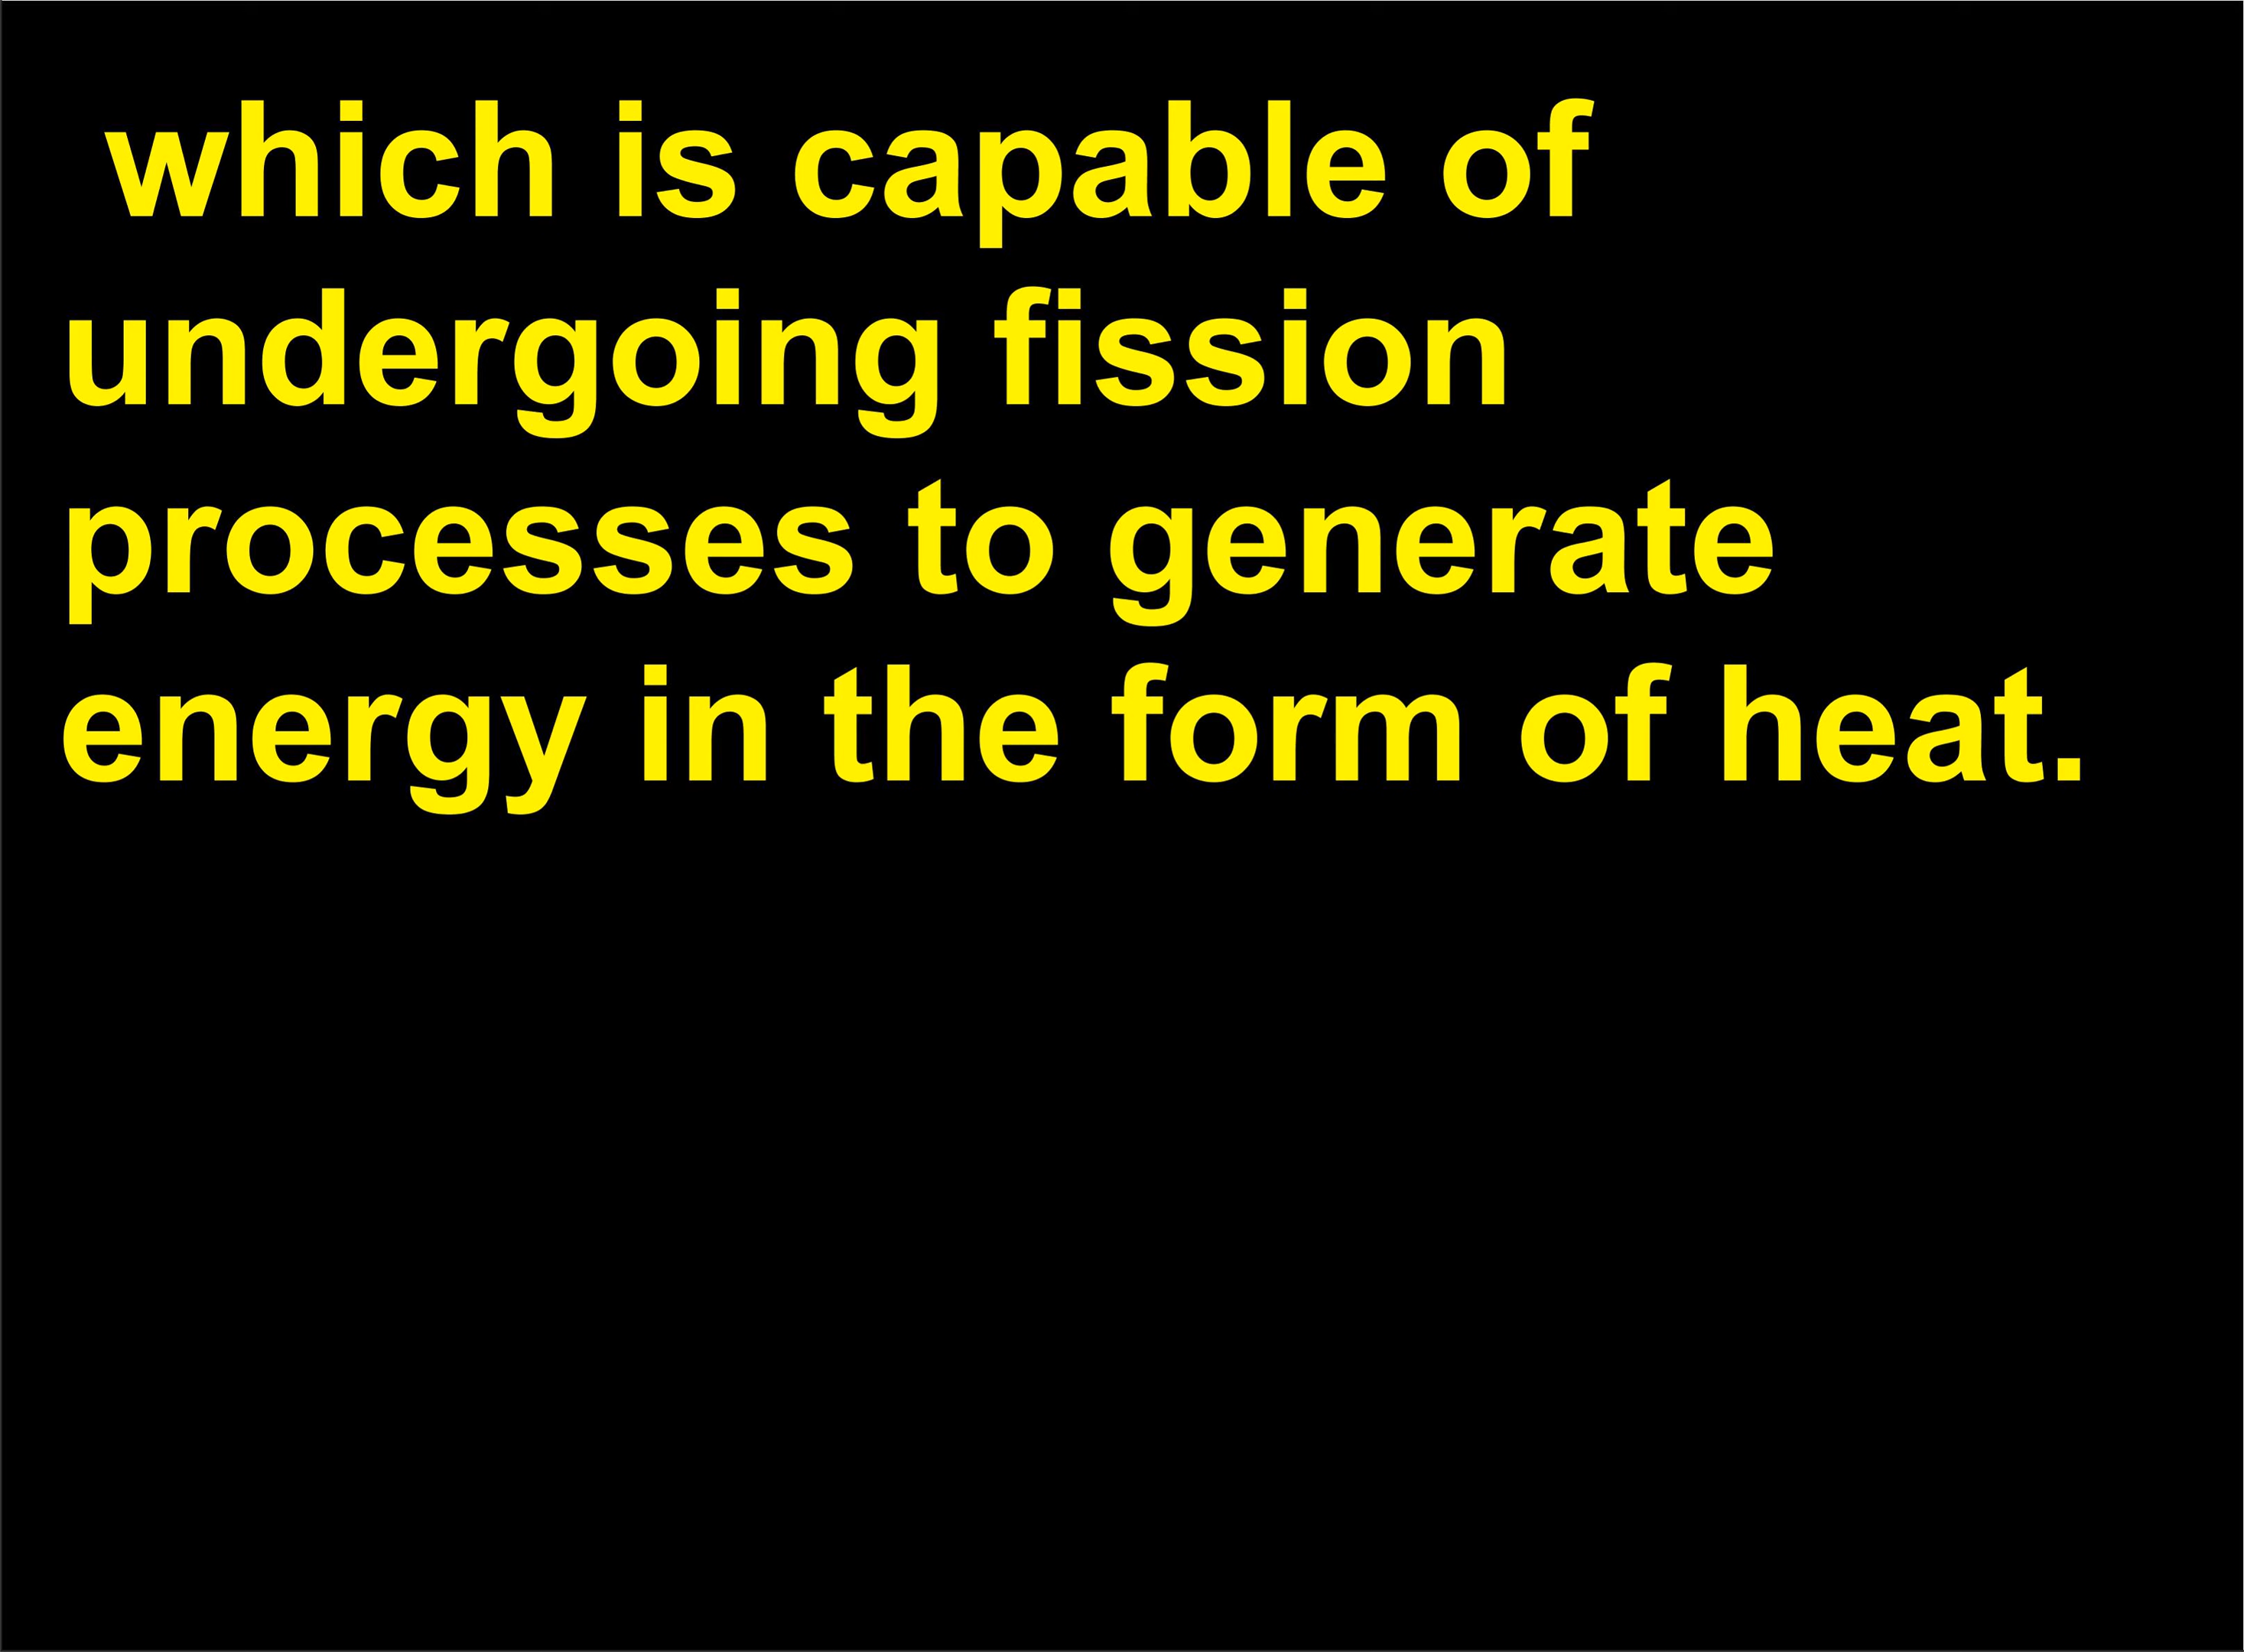 which is capable of
undergoing fission
processes to generate
energy in the form of heat.